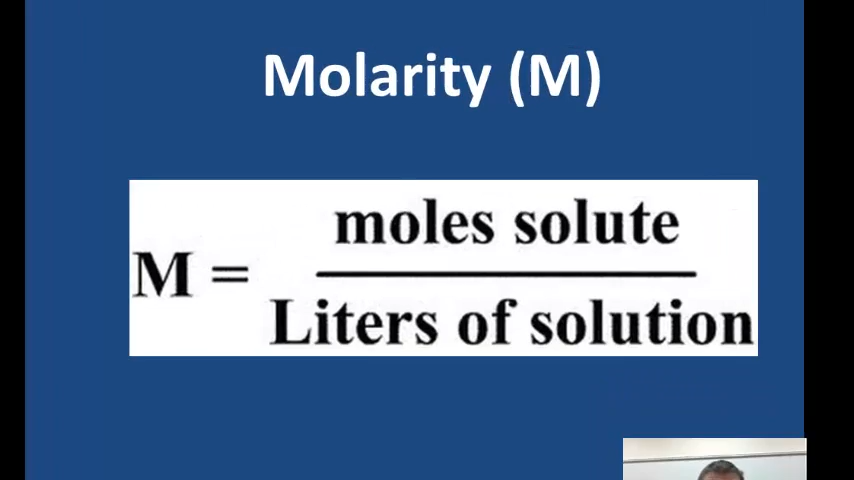 Molarity (M)
moles solute
M =
Liters of solution